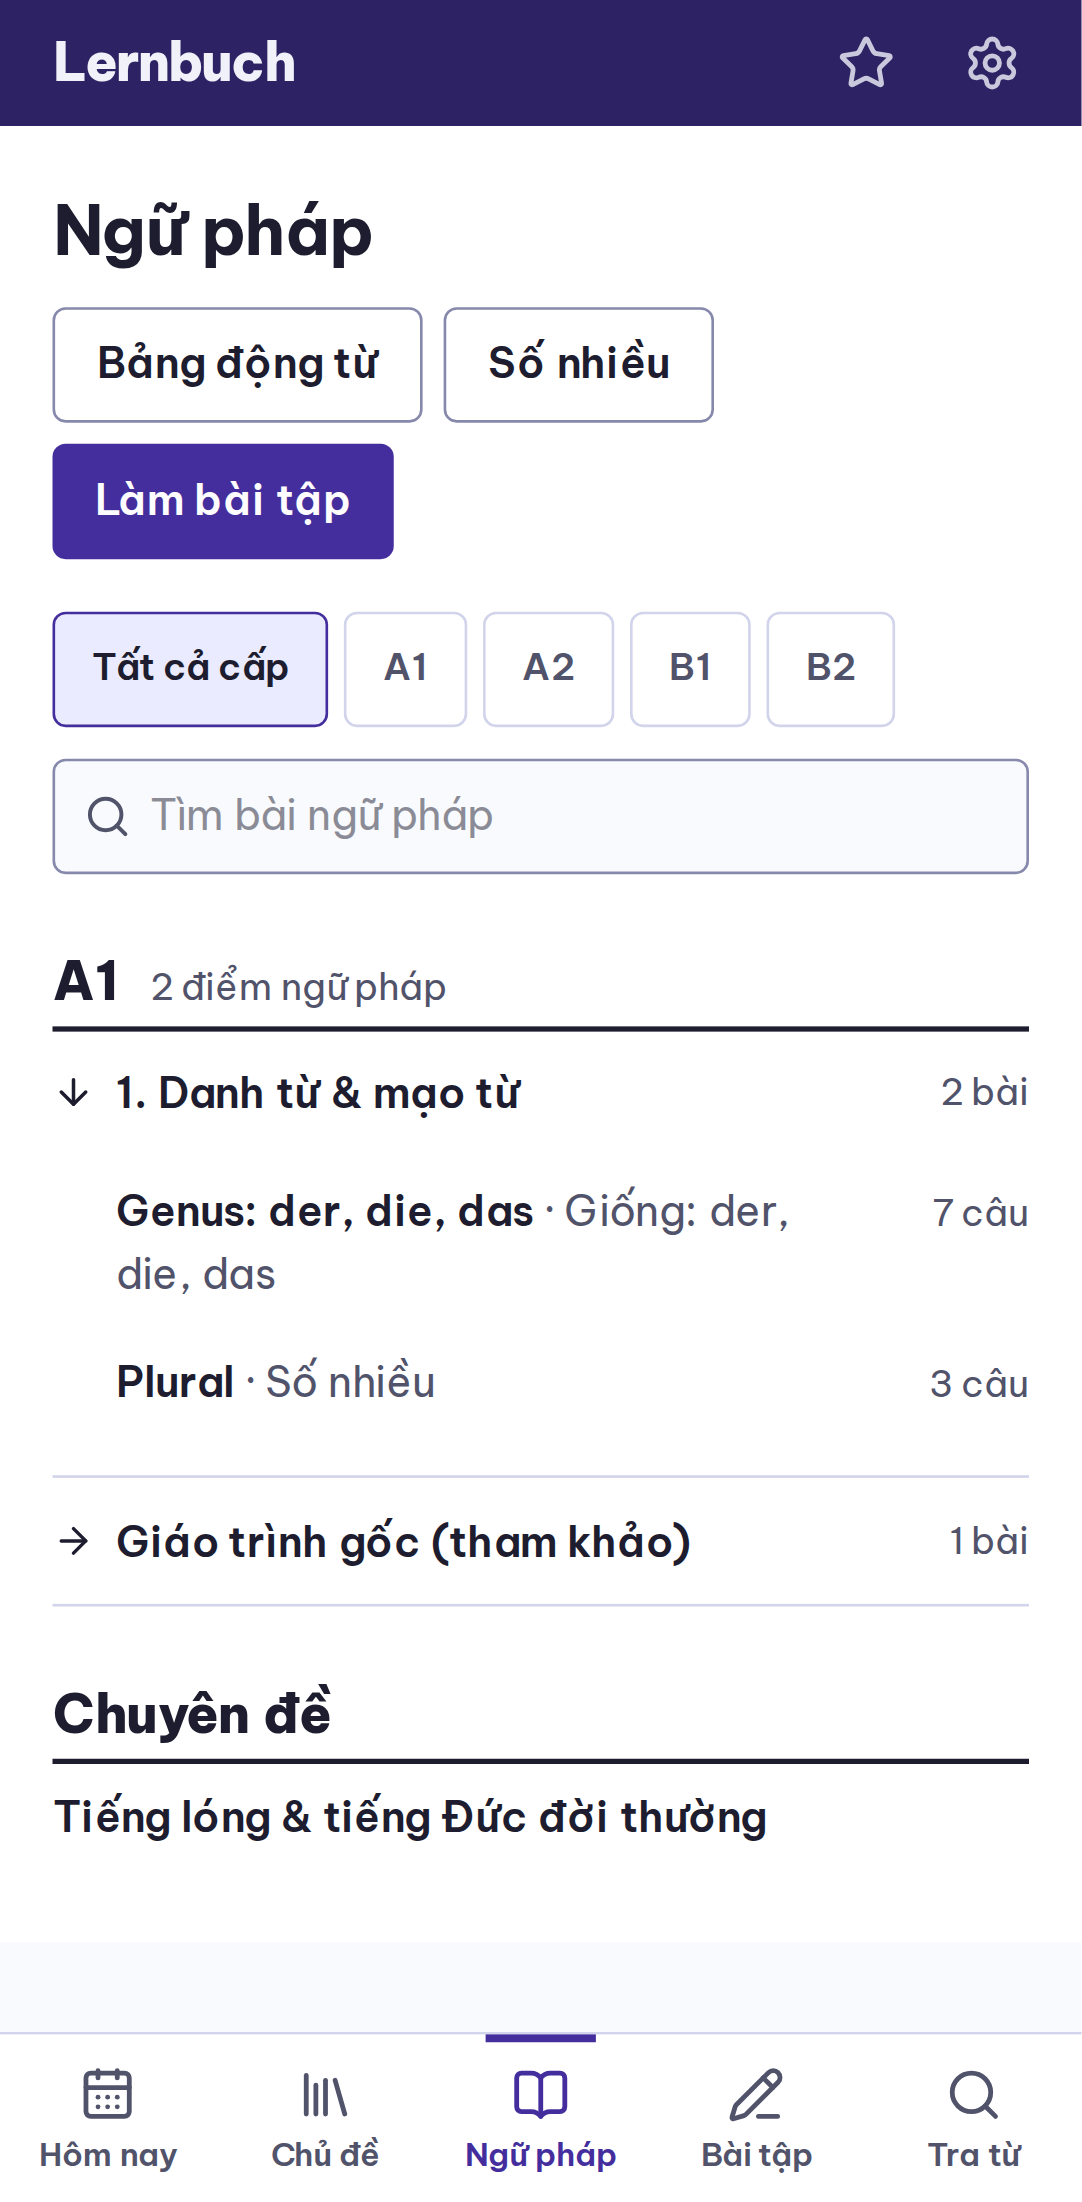 Lernbuch
Ngữ pháp
Bảng động từ
Số nhiều
Làm bài tập
Tất cả cấp
A1
A2
B1
B2
Tìm bài ngữ pháp
A1 2 điểm ngữ pháp
1. Danh từ & mạo từ 2 bài
Genus: der, die, das · Giống: der, 7 câu
die, das
Plural · Số nhiều 3 câu
Giáo trình gốc (tham khảo) 1 bài
Chuyên đề
Tiếng lóng & tiếng Đức đời thường
Hôm nay
Chủ đề
Ngữ pháp
Bài tập
Tra từ